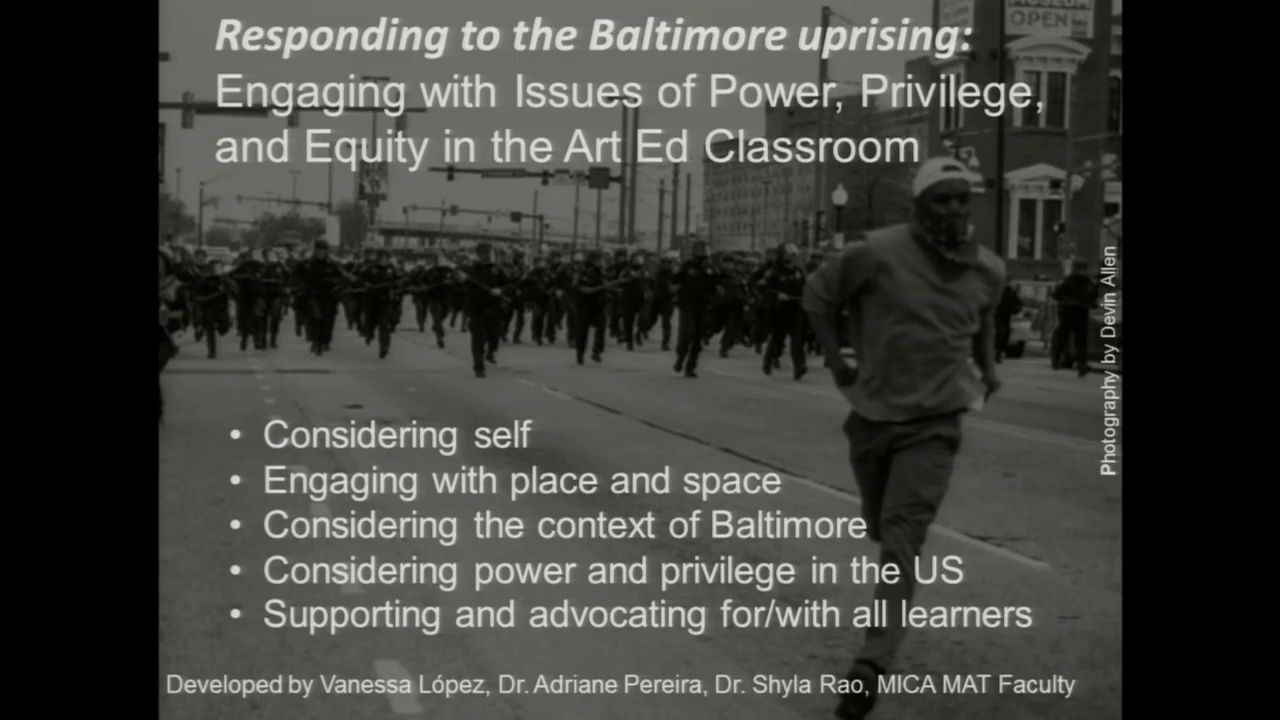 Responding to the Baltimore uprising:
Engaging with Issues of Power, Privilege,
and Equity in the Art Ed Classroom
OPEN
Photography by Devin Allen
• Considering self
• Engaging with place and space
• Considering the context of Baltimore
• Considering power and privilege in the US
• Supporting and advocating for/with all learners
Developed by Vanessa López, Dr. Adriane Pereira, Dr. Shyla Rao, MICA MAT Faculty